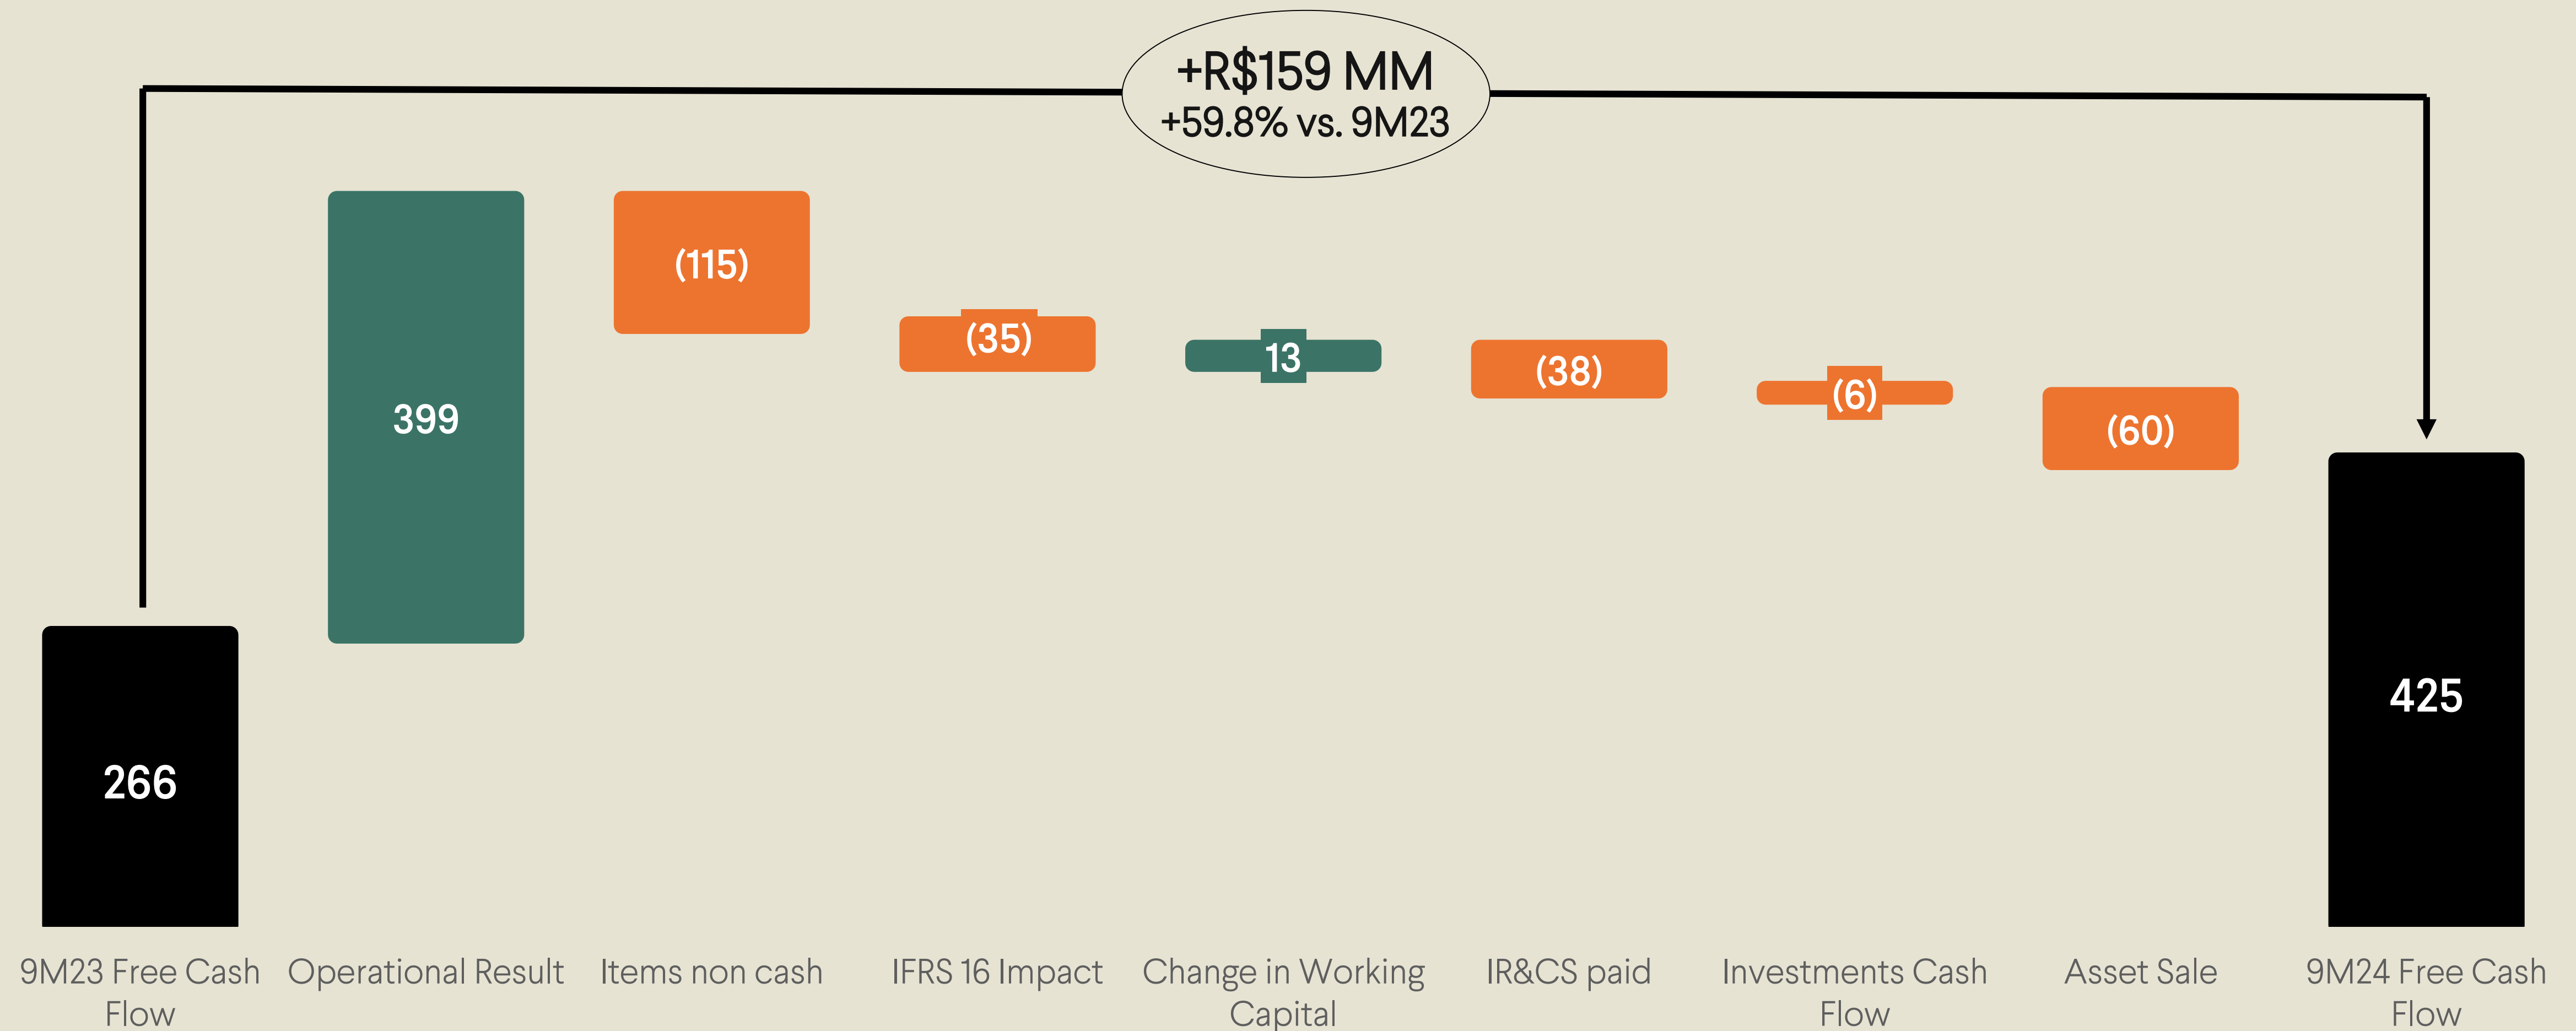 +R$159 MM
+59.8% vs. 9M23
399
(115)
(35)
13
(38)
(6)
(60)
266
425
9M23 Free Cash
Flow
Operational Result
Items non cash
IFRS 16 Impact
Change in Working
Capital
IR&CS paid
Investments Cash
Flow
Asset Sale
9M24 Free Cash
Flow